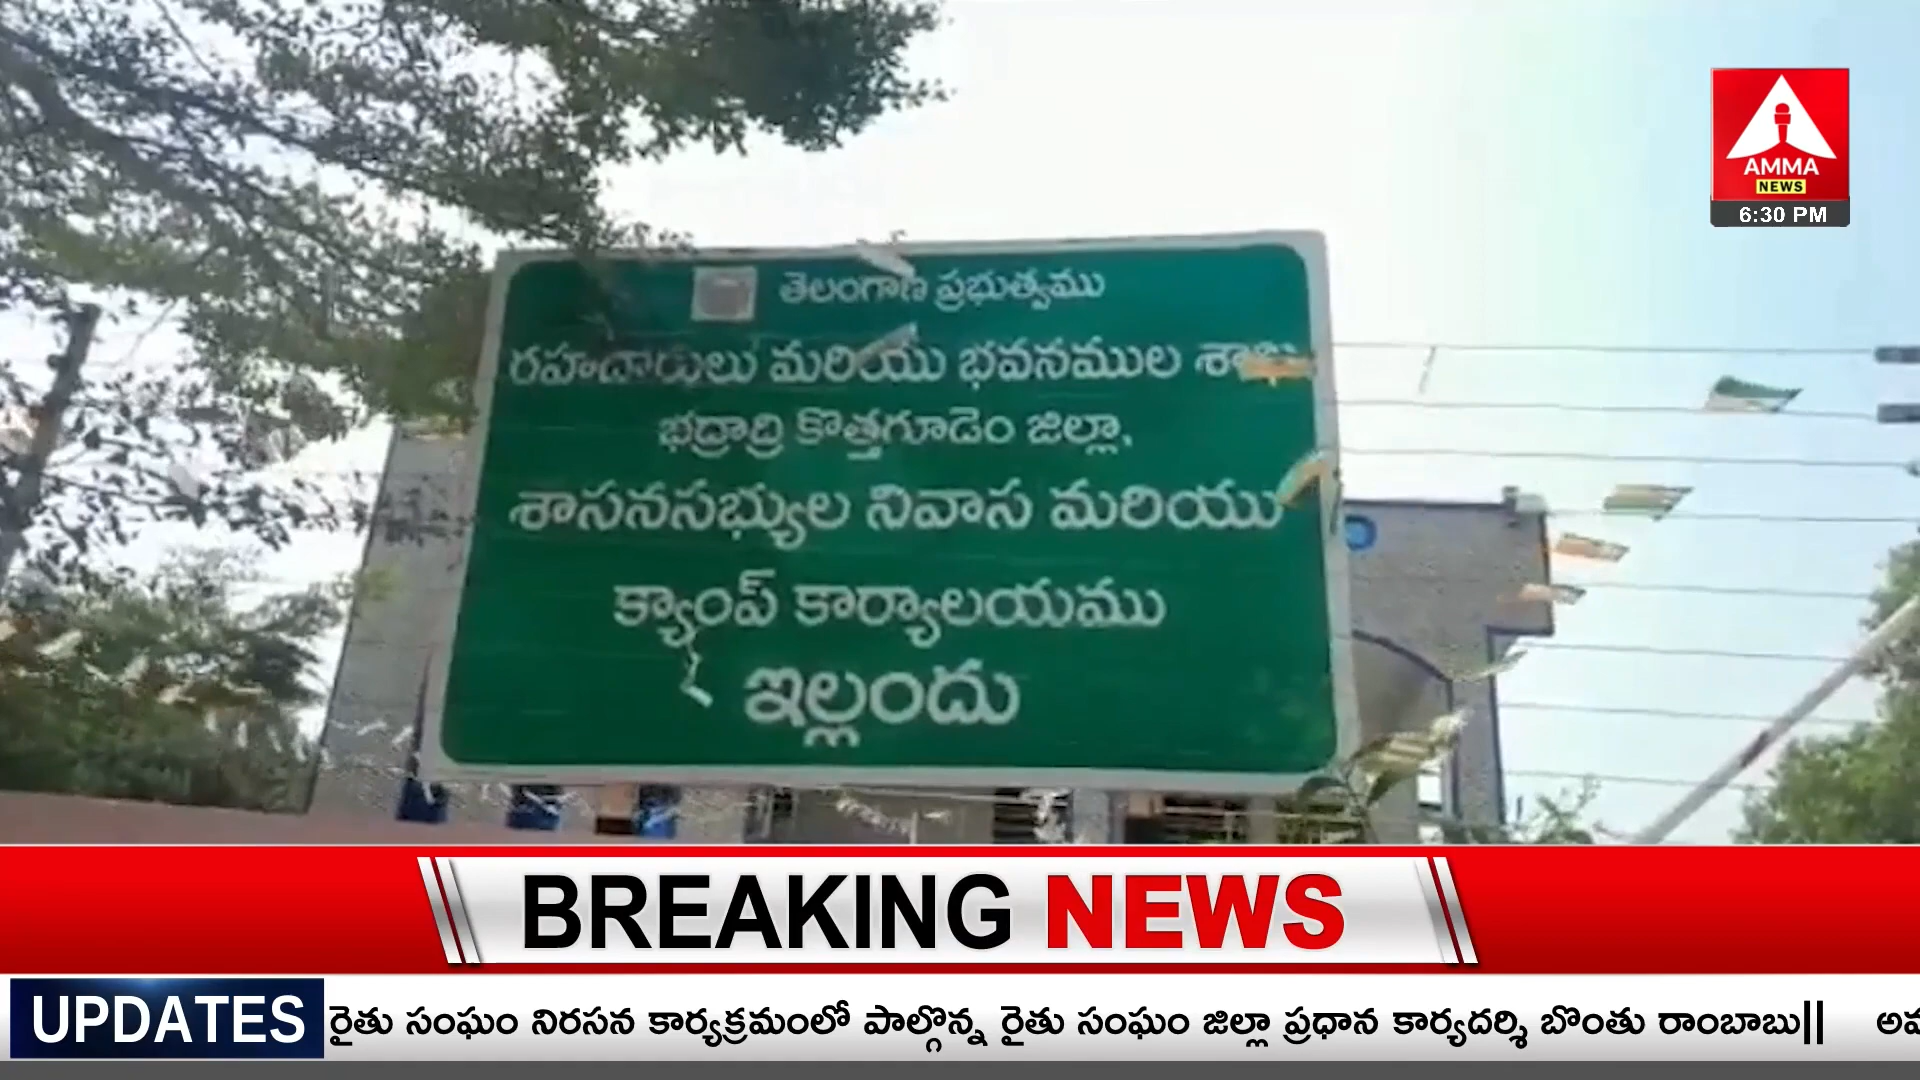 AMMA
NEWS
6:30 PM
తెలంగాణ ప్రభుత్వము
రహదారులు మరియు భవనముల శాఖ
భద్రాద్రి కొత్తగూడెం జిల్లా,
శాసనసభ్యుల నివాస మరియు
క్యాంప్ కార్యాలయము
ఇల్లందు
BREAKING NEWS
UPDATES రైతు సంఘం నిరసన కార్యక్రమంలో పాల్గొన్న రైతు సంఘం జిల్లా ప్రధాన కార్యదర్శి బొంతు రాంబాబు||